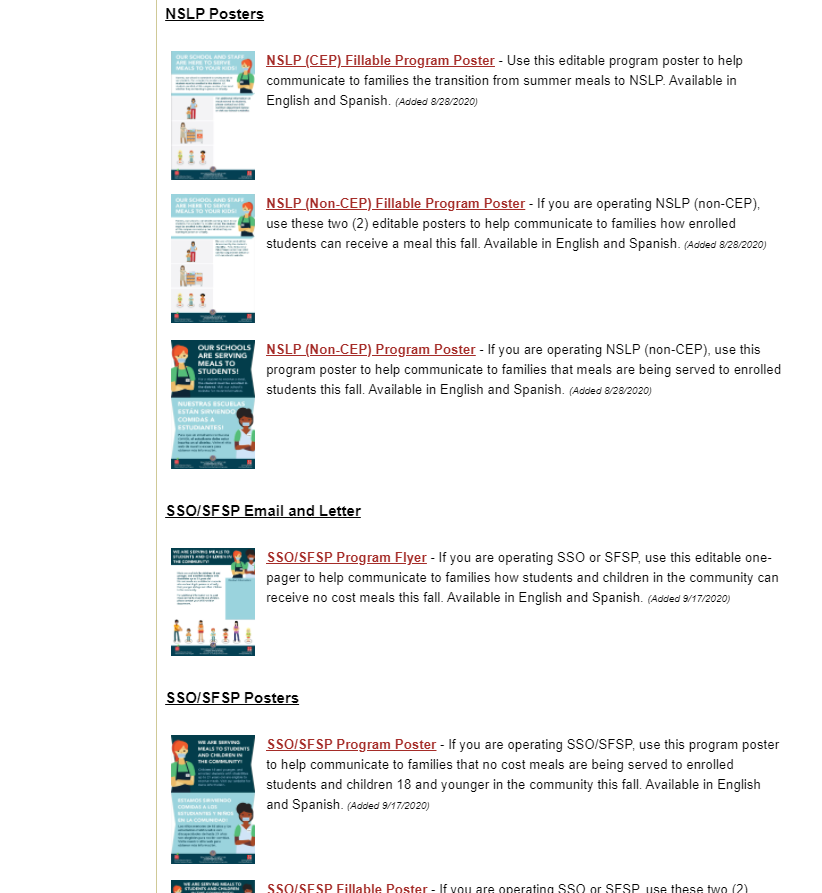 NSLP Posters
OUR SCHOOL AND STAFF
ARE HERE TO SERVE
MEALS TO YOUR KIDS!
NSLP (CEP) Fillable Program Poster - Use this editable program poster to help
communicate to families the transition from summer meals to NSLP. Available in
English and Spanish. (Added 8/28/2020)
OUR SCHOOL AND STAFF
ARE HERE TO SERVE
MEALS TO YOUR KIDS!
NSLP (Non-CEP) Fillable Program Poster - If you are operating NSLP (non-CEP),
use these two (2) editable posters to help communicate to families how enrolled
students can receive a meal this fall. Available in English and Spanish. (Added 8/28/2020)
OUR SCHOOLS
ARE SERVING
MEALS TO
STUDENTS!
NUESTRAS ESCUELAS
ESTÁN SIRVIENDO
COMIDAS A
ESTUDIANTES!
NSLP (Non-CEP) Program Poster - If you are operating NSLP (non-CEP), use this
program poster to help communicate to families that meals are being served to enrolled
students this fall. Available in English and Spanish. (Added 8/28/2020)
SSO/SFSP Email and Letter
WE ARE SERVING MEALS TO
STUDENTS AND CHILDREN IN
THE COMMUNITY!
SSO/SFSP Program Flyer - If you are operating SSO or SFSP, use this editable one-
pager to help communicate to families how students and children in the community can
receive no cost meals this fall. Available in English and Spanish. (Added 9/17/2020)
SSO/SFSP Posters
WE ARE SERVING
MEALS TO STUDENTS
AND CHILDREN IN
THE COMMUNITY!
ESTAMOS SIRVIENDO
COMIDAS A LOS
ESTUDIANTES Y NIÑOS
EN LA COMUNIDAD!
SSO/SFSP Program Poster - If you are operating SSO/SFSP, use this program poster
to help communicate to families that no cost meals are being served to enrolled
students and children 18 and younger in the community this fall. Available in English
and Spanish. (Added 9/17/2020)
WE ARE SERVING MEALS TO
SSO/SFSP Fillable Poster - If you are operating SSO or SFSP, use these two (2)